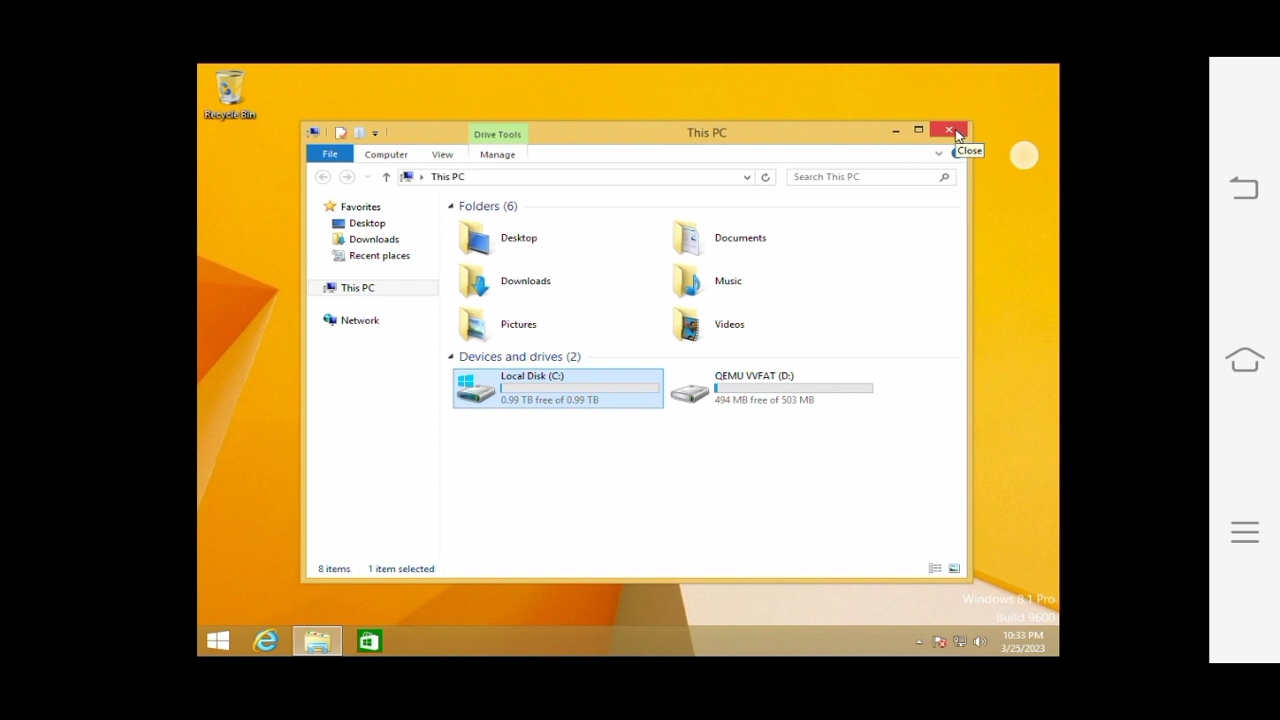 Recycle Bin
Drive Tools
This PC
Close
File
Computer
View
Manage
This PC
Search This PC
Favorites
Desktop
Downloads
Recent places
This PC
Network
Folders (6)
Desktop
Documents
Downloads
Music
Pictures
Videos
Devices and drives (2)
Local Disk (C:)
0.99 TB free of 0.99 TB
QEMU VVFAT (D:)
494 MB free of 503 MB
8 items
1 item selected
Windows 8.1 Pro
Build 9600
10:33 PM
3/25/2023